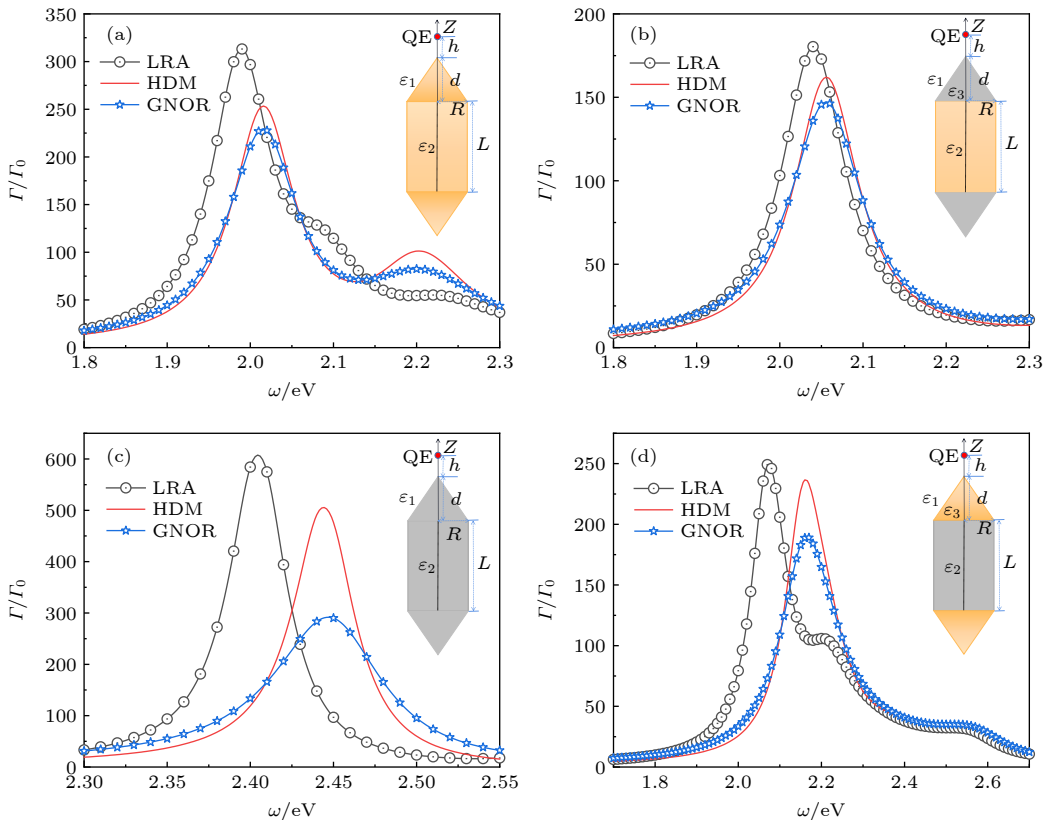 (a)
LRA
HDM
GNOR
QE
Z
h
ε₁
d
R
ε₂
L
350
300
250
200
150
100
50
0
Γ/Γ₀
1.8 1.9 2.0 2.1 2.2 2.3
ω/eV
(b)
LRA
HDM
GNOR
QE
Z
h
ε₁
d
ε₃
R
ε₂
L
200
150
100
50
0
Γ/Γ₀
1.8 1.9 2.0 2.1 2.2 2.3
ω/eV
(c)
LRA
HDM
GNOR
QE
Z
h
ε₁
d
R
ε₂
L
600
500
400
300
200
100
0
Γ/Γ₀
2.30 2.35 2.40 2.45 2.50 2.55
ω/eV
(d)
LRA
HDM
GNOR
QE
Z
h
ε₁
d
ε₃
R
ε₂
L
250
200
150
100
50
0
Γ/Γ₀
1.8 2.0 2.2 2.4 2.6
ω/eV